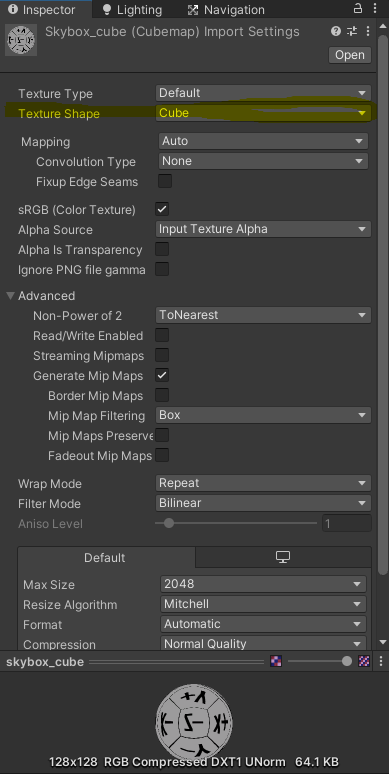 Inspector Lighting Navigation
Skybox_cube (Cubemap) Import Settings
Open
Texture Type Default
Texture Shape Cube
Mapping Auto
Convolution Type None
Fixup Edge Seams
sRGB (Color Texture)
Alpha Source Input Texture Alpha
Alpha Is Transparency
Ignore PNG file gamma
Advanced
Non-Power of 2 ToNearest
Read/Write Enabled
Streaming Mipmaps
Generate Mip Maps
Border Mip Maps
Mip Map Filtering Box
Mip Maps Preserve
Fadeout Mip Maps
Wrap Mode Repeat
Filter Mode Bilinear
Aniso Level 1
Default
Max Size 2048
Resize Algorithm Mitchell
Format Automatic
Compression Normal Quality
skybox_cube
128x128 RGB Compressed DXT1 UNorm 64.1 KB